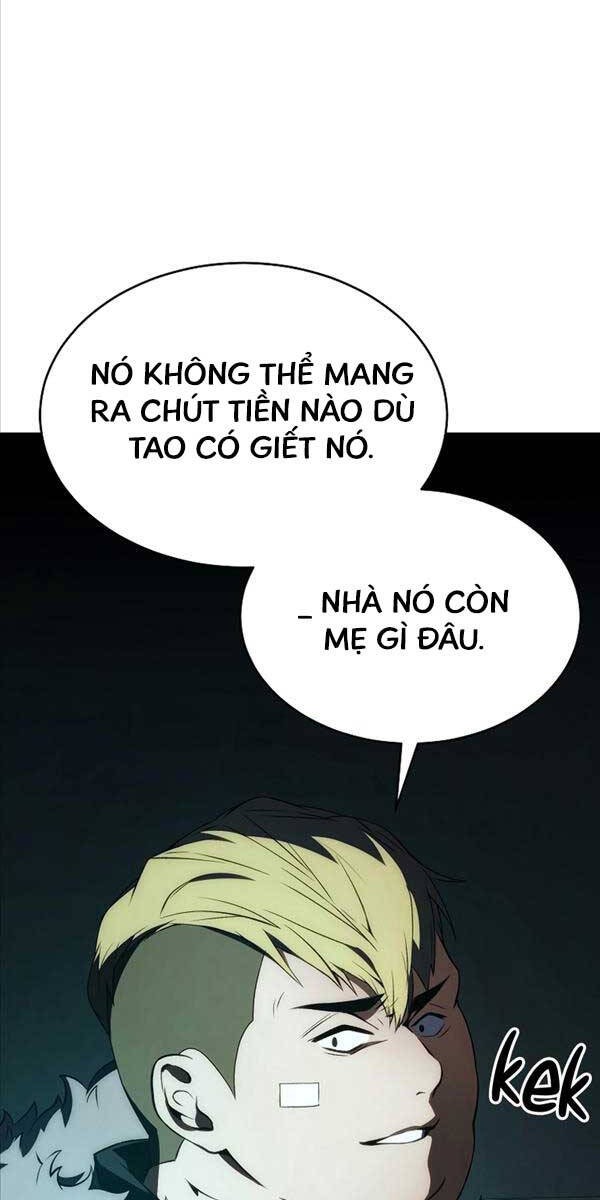 NÓ KHÔNG THỂ MANG
RA CHÚT TIỀN NÀO DÙ
TAO CÓ GIẾT NÓ.
_ NHÀ NÓ CÒN
MẸ GÌ ĐÂU.
kek